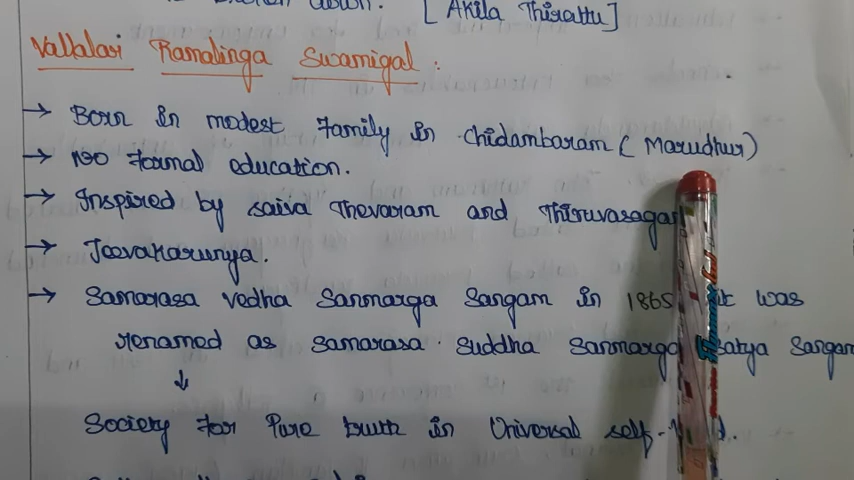 [ Akila Thirattu ]
Vallalar Ramalinga Swamigal :
→ Born in modest family in Chidambaram ( Marudhur)
→ No formal education.
→ Inspired by saiva Thevaram and
→ Jeevakarunya.
→ Samarasa vedha Sanmarga Sangam in 1865 it was
renamed as samarasa suddha sanmarga satya sangam
↓
Society for Pure truth in Universal self-